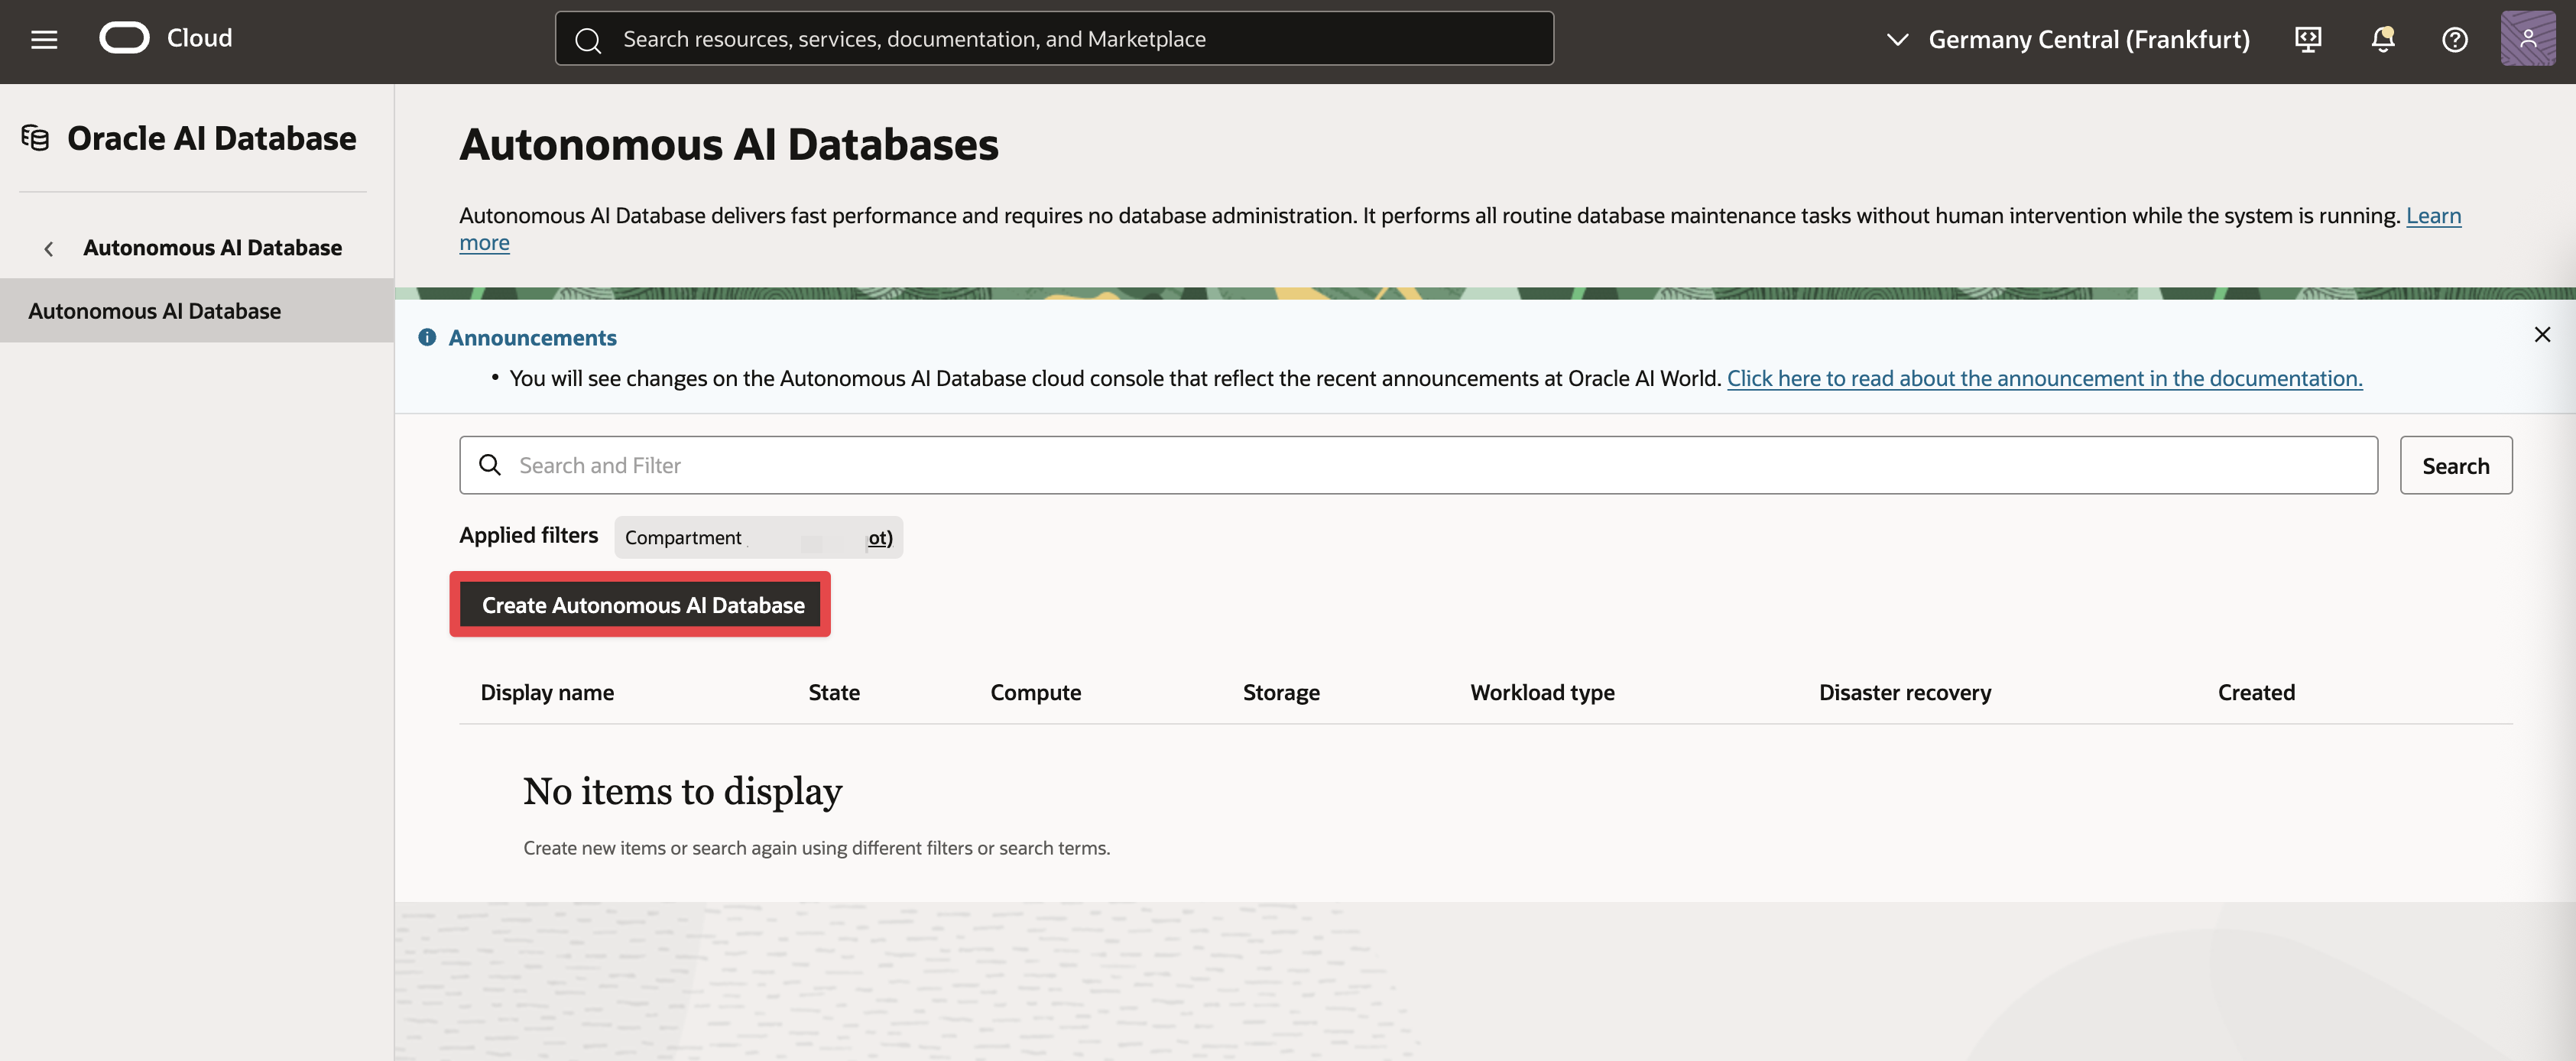 Cloud
Search resources, services, documentation, and Marketplace
Germany Central (Frankfurt)
Oracle AI Database
Autonomous AI Database
Autonomous AI Database
Autonomous AI Databases
Autonomous AI Database delivers fast performance and requires no database administration. It performs all routine database maintenance tasks without human intervention while the system is running. Learn
more
Announcements
• You will see changes on the Autonomous AI Database cloud console that reflect the recent announcements at Oracle AI World. Click here to read about the announcement in the documentation.
Search and Filter
Search
Applied filters
Compartment ot)
Create Autonomous AI Database
Display name State Compute Storage Workload type Disaster recovery Created
No items to display
Create new items or search again using different filters or search terms.